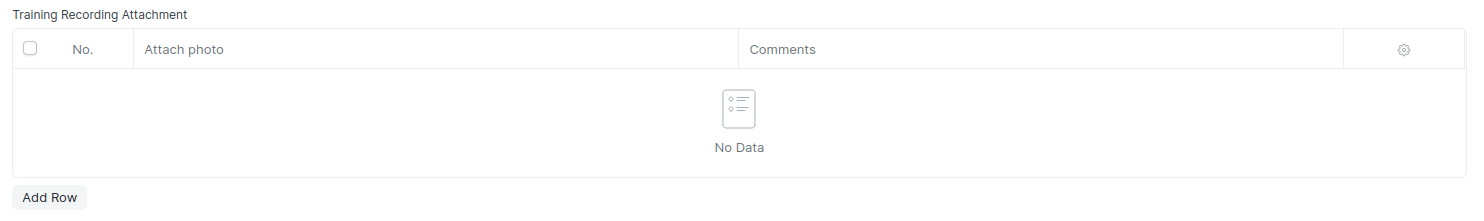 Training Recording Attachment
No. Attach photo Comments
No Data
Add Row